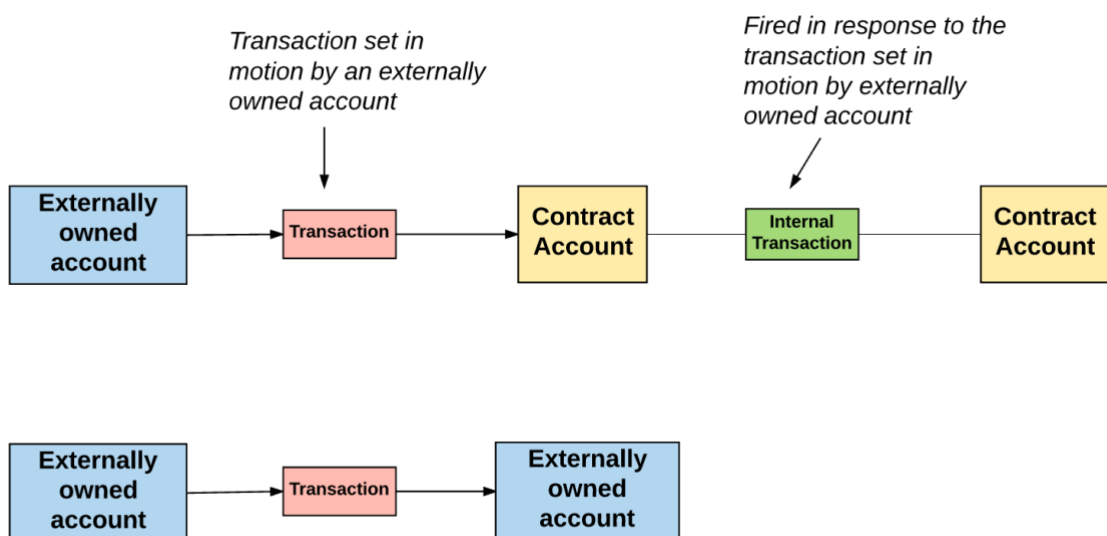 Transaction set in
motion by an externally
owned account
Fired in response to the
transaction set in
motion by externally
owned account
Externally
owned
account
Transaction
Contract
Account
Internal
Transaction
Contract
Account
Externally
owned
account
Transaction
Externally
owned
account